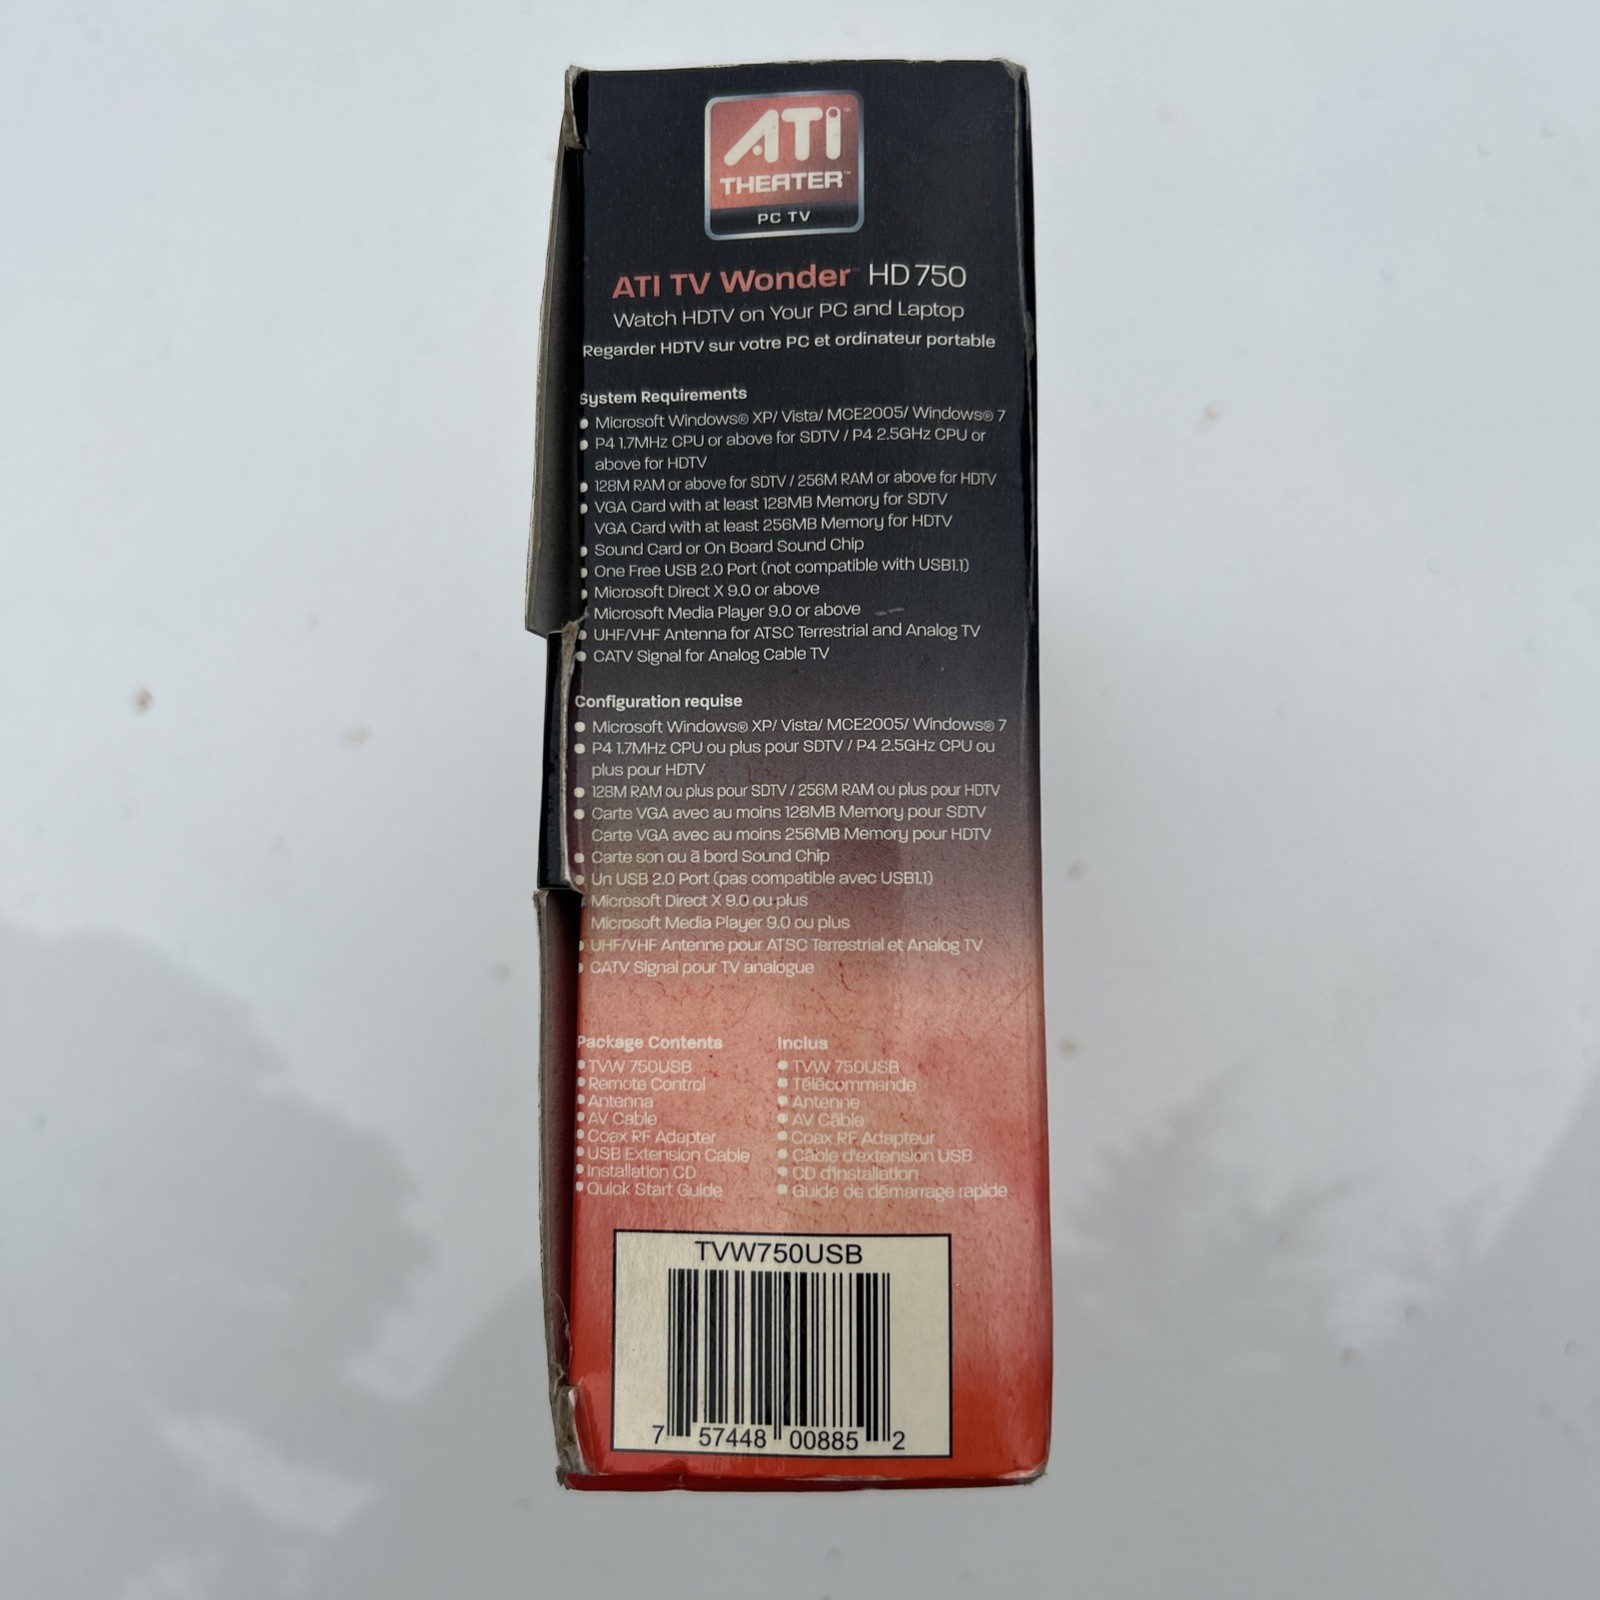 ATI™
THEATER™
PC TV
ATI TV Wonder™ HD 750
Watch HDTV on Your PC and Laptop
Regarder HDTV sur votre PC et ordinateur portable
System Requirements
• Microsoft Windows® XP/ Vista/ MCE2005/ Windows® 7
• P4 1.7MHz CPU or above for SDTV / P4 2.5GHz CPU or
above for HDTV
• 128M RAM or above for SDTV / 256M RAM or above for HDTV
• VGA Card with at least 128MB Memory for SDTV
VGA Card with at least 256MB Memory for HDTV
• Sound Card or On Board Sound Chip
• One Free USB 2.0 Port (not compatible with USB1.1)
• Microsoft Direct X 9.0 or above
Microsoft Media Player 9.0 or above
• UHF/VHF Antenna for ATSC Terrestrial and Analog TV
• CATV Signal for Analog Cable TV
Configuration requise
• Microsoft Windows® XP/ Vista/ MCE2005/ Windows® 7
• P4 1.7MHz CPU ou plus pour SDTV / P4 2.5GHz CPU ou
plus pour HDTV
• 128M RAM ou plus pour SDTV / 256M RAM ou plus pour HDTV
• Carte VGA avec au moins 128MB Memory pour SDTV
Carte VGA avec au moins 256MB Memory pour HDTV
• Carte son ou à bord Sound Chip
• Un USB 2.0 Port (pas compatible avec USB1.1)
• Microsoft Direct X 9.0 ou plus
Microsoft Media Player 9.0 ou plus
• UHF/VHF Antenne pour ATSC Terrestrial et Analog TV
• CATV Signal pour TV analogue
Package Contents
• TVW 750USB
• Remote Control
• Antenna
• AV Cable
• Coax RF Adapter
• USB Extension Cable
• Installation CD
• Quick Start Guide
Inclus
• TVW 750USB
• Télécommande
• Antenne
• AV Câble
• Coax RF Adapteur
• Câble d'extension USB
• CD d'installation
• Guide de démarrage rapide
TVW750USB
7 57448 00885 2